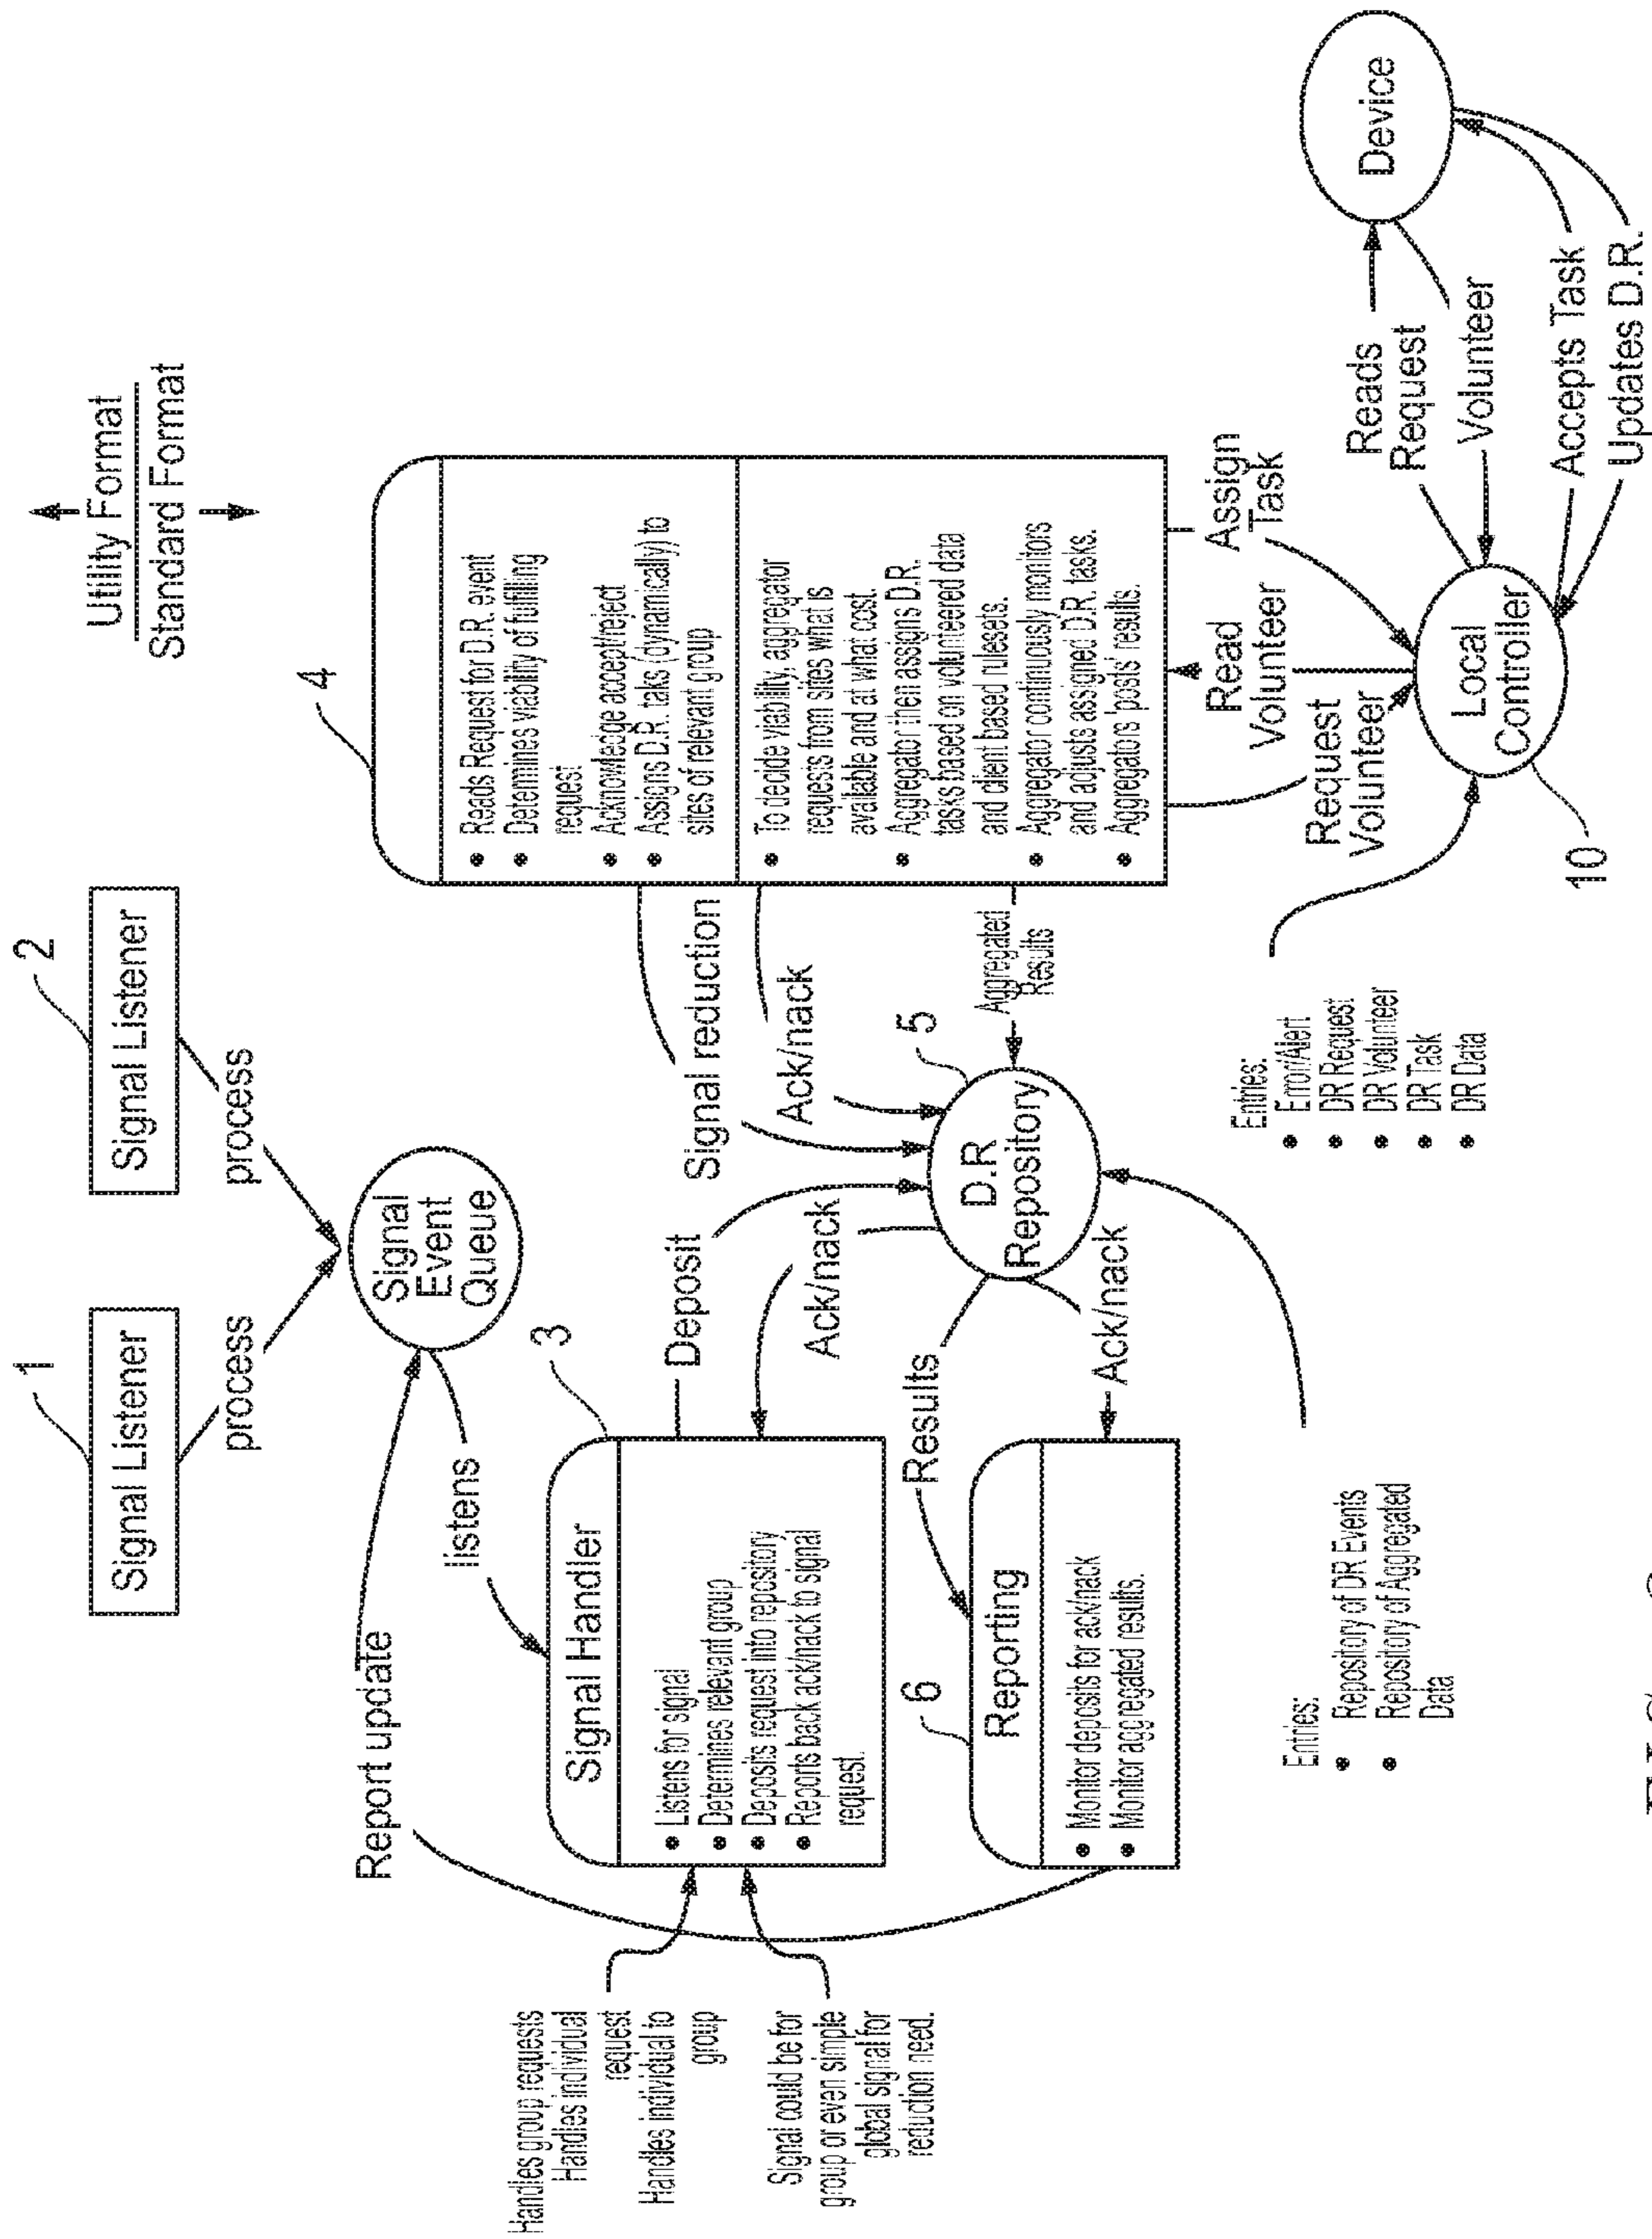 1
Signal Listener
2
Signal Listener
process
process
Utility Format
Standard Format
Signal
Event
Queue
Report update
listens
Signal Handler
3
Listens for signal
Determines relevant group
Deposits request into repository
Reports back ack/nack to signal
request.
Handles group requests
Handles individual
request
Handles individual to
group
Signal could be for
group or even simple
global signal for
reduction need.
Deposit
Ack/nack
Signal reduction
Ack/nack
4
Reads Request for D.R. event
Determines viability of fulfilling
request
Acknowledge accept/reject
Assigns D.R. taks (dynamically) to
sites of relevant group
To decide viability, aggregator
requests from sites what is
available and at what cost.
Aggregator then assigns D.R.
tasks based on volunteered data
and client based rulesets.
Aggregator continuously monitors
and adjusts assigned D.R. tasks.
Aggregators 'posts' results.
Aggregated
Results
5
D.R
Repository
Results
Ack/nack
6
Reporting
Monitor deposits for ack/nack
Monitor aggregated results.
Entries:
Repository of DR Events
Repository of Aggregated
Data
Entries:
Error/Alert
DR Request
DR Volunteer
DR Task
DR Data
Request
Volunteer
Read
Volunteer
Assign
Task
10
Local
Controller
Reads
Request
Volunteer
Accepts Task
Updates D.R.
Device